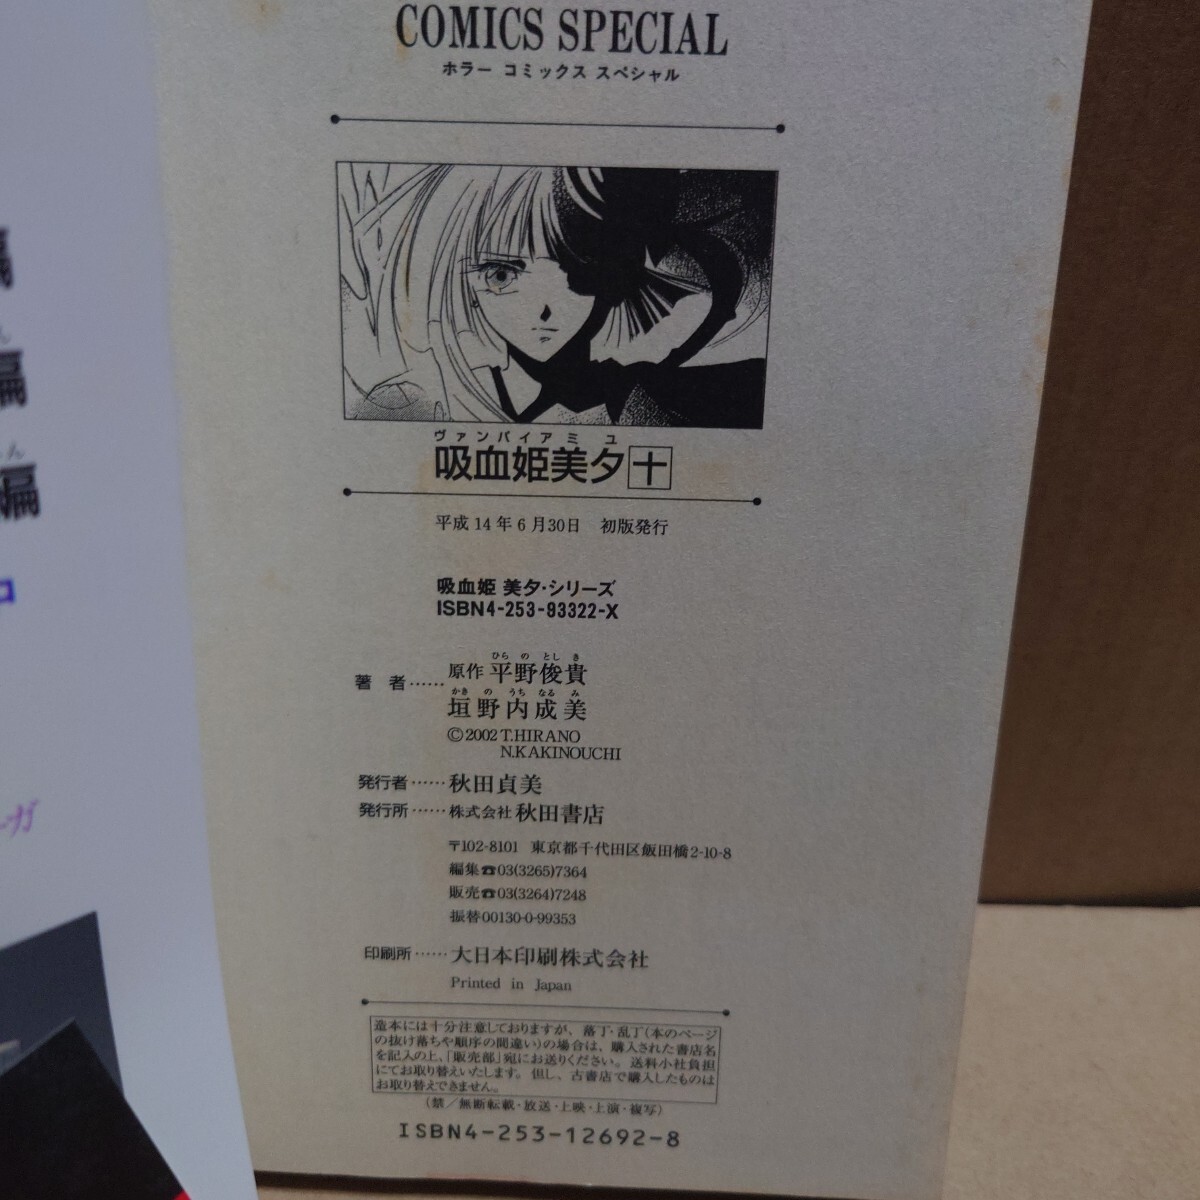 COMICS SPECIAL
ホラー コミックス スペシャル
ヴァンパイアミユ
吸血姫美夕 十
平成14年6月30日 初版発行
吸血姫 美夕・シリーズ
ISBN4-253-93322-X
ひらのとしき
著 者……原作 平野俊貴
かきのうちなるみ
垣野内成美
©2002 T.HIRANO
N.KAKINOUCHI
発行者……秋田貞美
発行所……株式会社 秋田書店
〒102-8101 東京都千代田区飯田橋2-10-8
編集☎03(3265)7364
販売☎03(3264)7248
振替00130-0-99353
印刷所……大日本印刷株式会社
Printed in Japan
造本には十分注意しておりますが、落丁・乱丁(本のページ
の抜け落ちや順序の間違い)の場合は、購入された書店名
を記入の上、「販売部」宛にお送りください。送料小社負担
にてお取り替えいたします。但し、古書店で購入したものは
お取り替えできません。
(禁/無断転載・放送・上映・上演・複写)
ISBN4-253-12692-8
編
編
ロ
ーガ